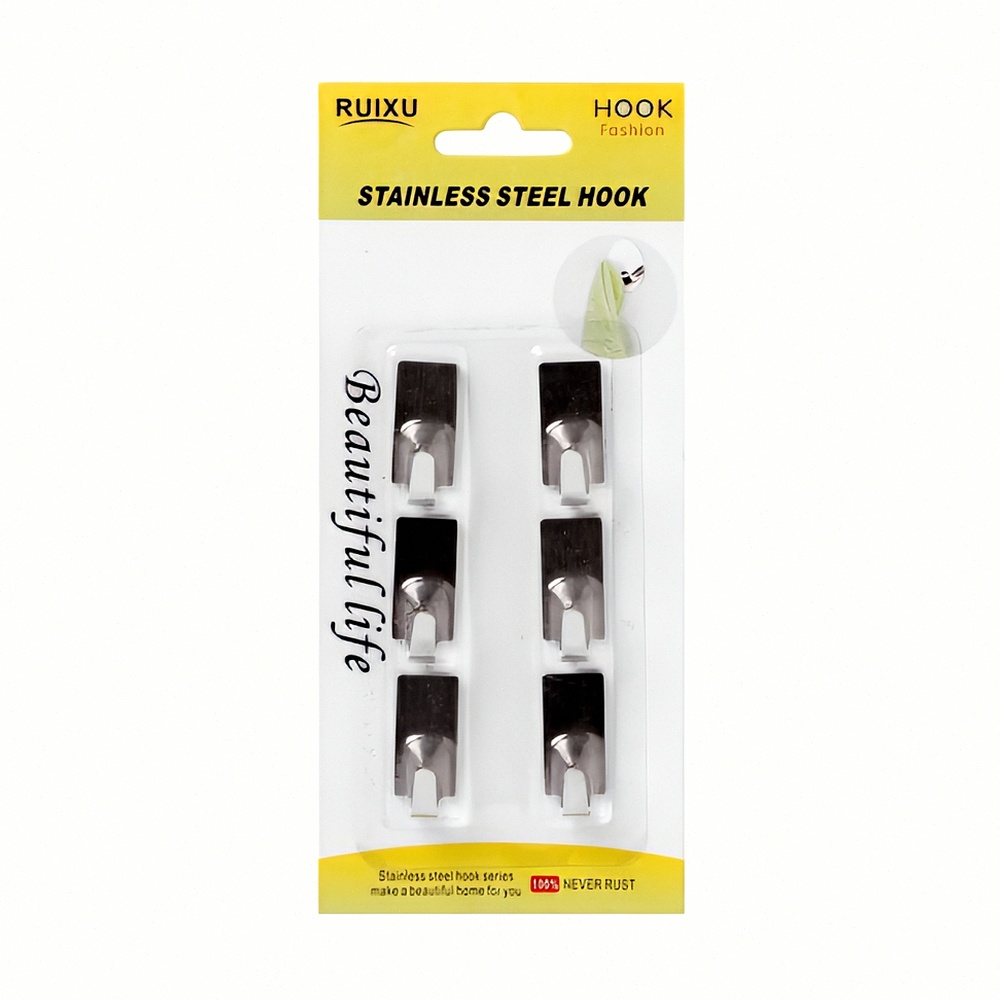 RUIXU
HOOK
Fashion
STAINLESS STEEL HOOK
Beautiful life
Stainless steel hook series
make a beautiful home for you
100% NEVER RUST